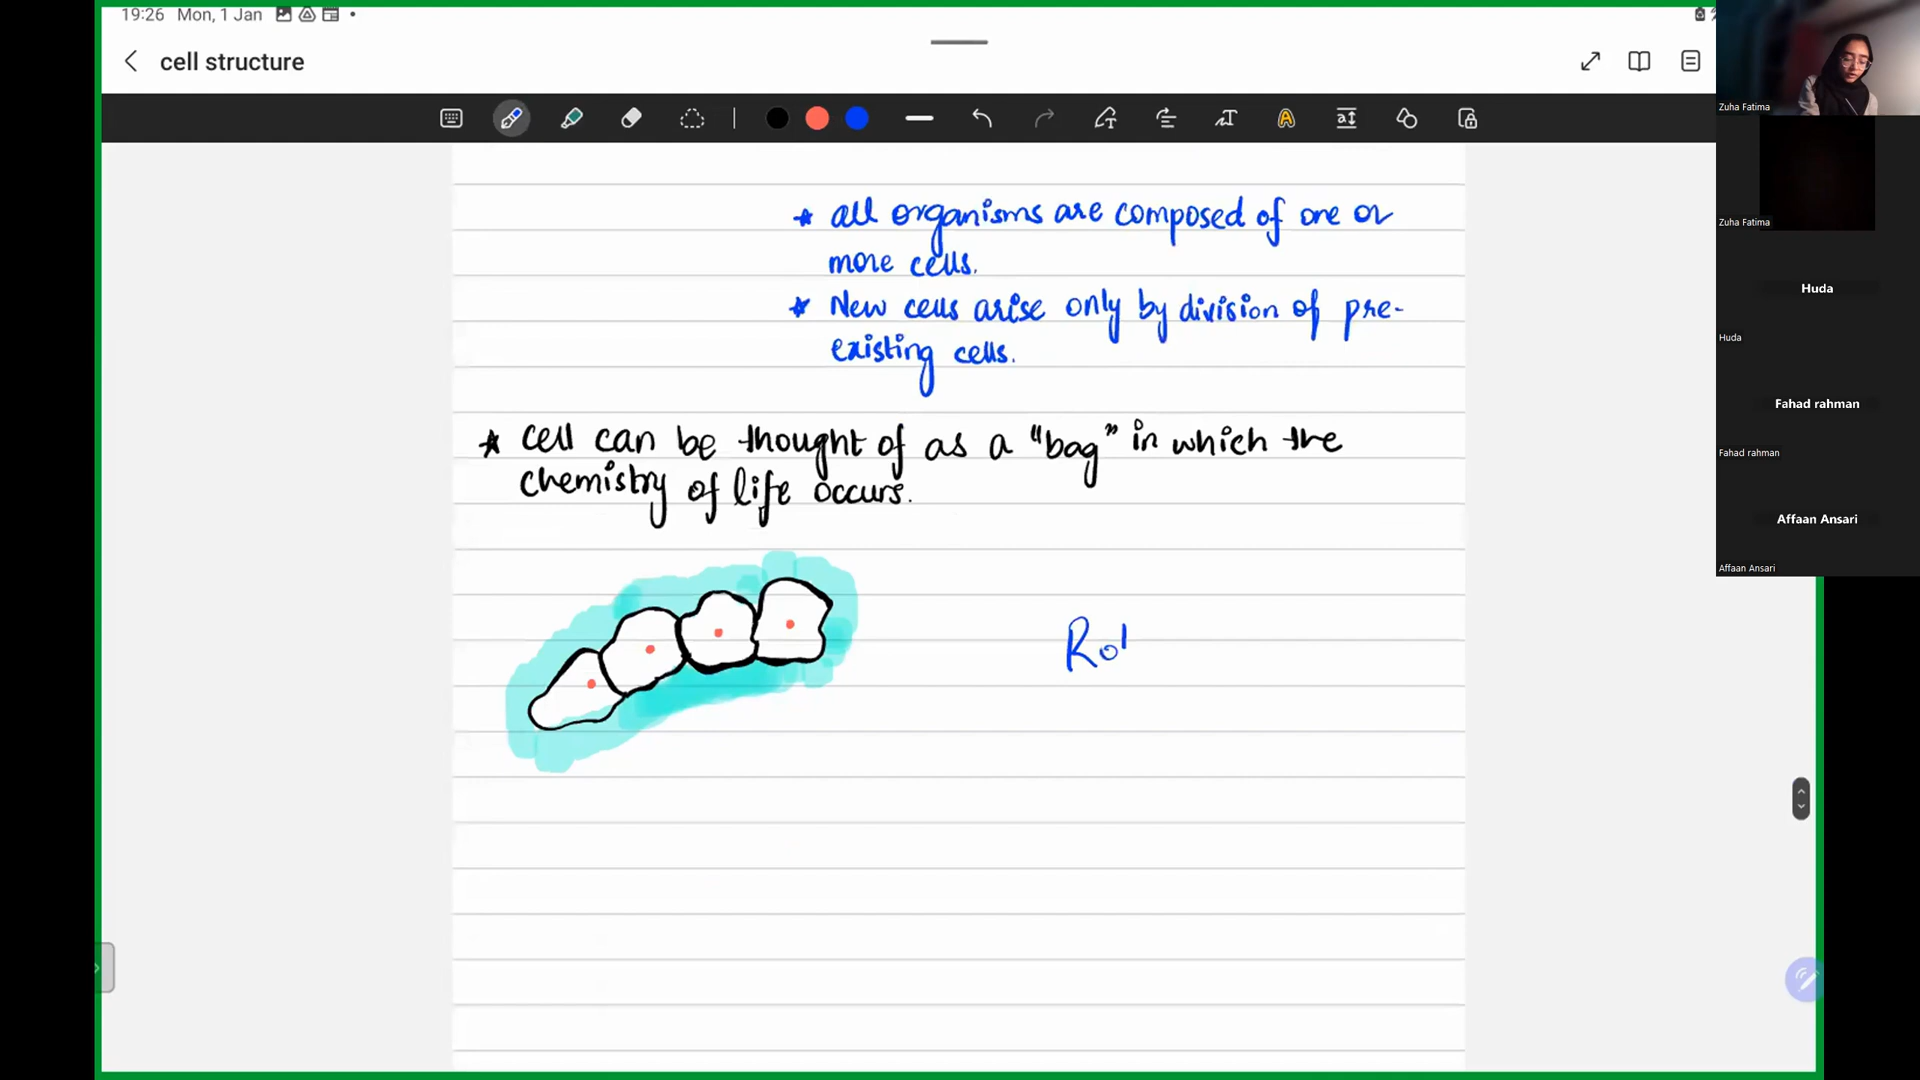 19:26 Mon, 1 Jan
cell structure
Zuha Fatima
Zuha Fatima
Huda
Huda
Fahad rahman
Fahad rahman
Affaan Ansari
Affaan Ansari
* all organisms are composed of one or
more cells.
* New cells arise only by division of pre-
existing cells.
* cell can be thought of as a "bag" in which the
chemistry of life occurs.